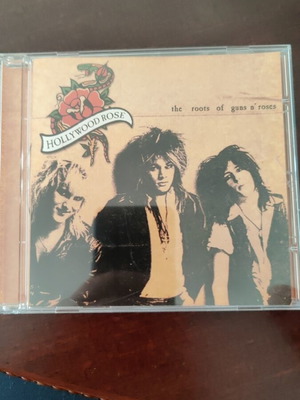 HOLLYWOOD ROSE
the roots of guns n' roses